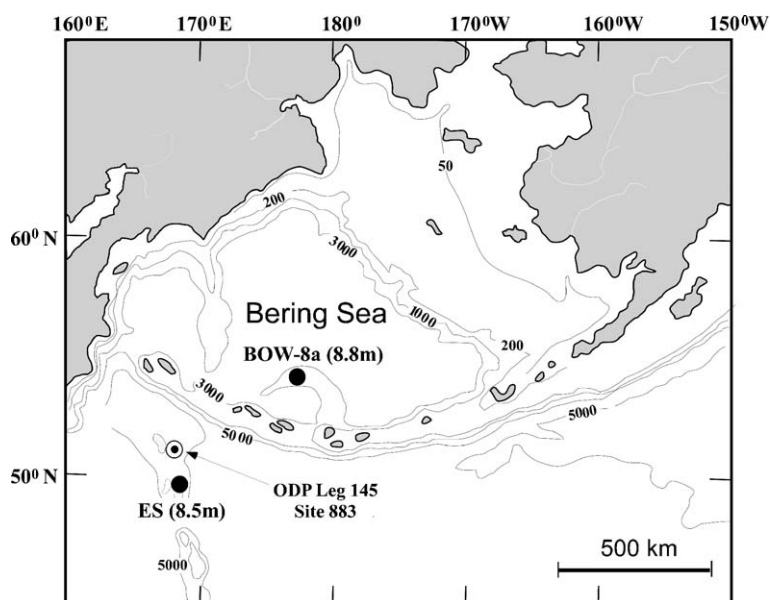 160⁰E 170⁰E 180⁰ 170⁰W 160⁰W 150⁰W
50
200
60⁰ N
3000
Bering Sea
1000
BOW-8a (8.8m)
200
3000
5000
5000
50⁰ N
ODP Leg 145
Site 883
ES (8.5m)
500 km
5000